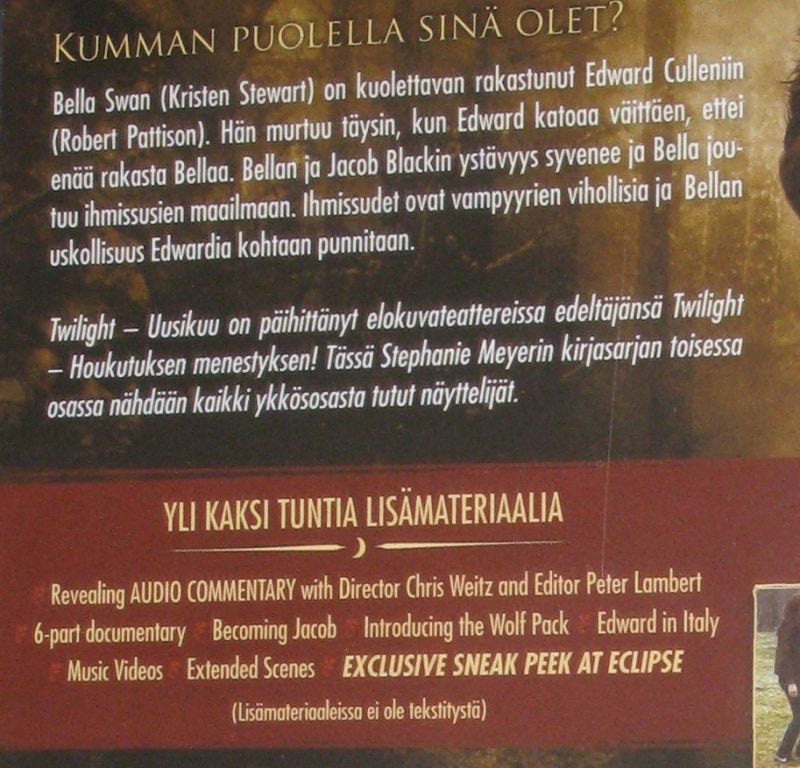 KUMMAN PUOLELLA SINÄ OLET?
Bella Swan (Kristen Stewart) on kuolettavan rakastunut Edward Culleniin
(Robert Pattison). Hän murtuu täysin, kun Edward katoaa väittäen, ettei
enää rakasta Bellaa. Bellan ja Jacob Blackin ystävyys syvenee ja Bella jou-
tuu ihmissusien maailmaan. Ihmissudet ovat vampyyrien vihollisia ja Bellan
uskollisuus Edwardia kohtaan punnitaan.
Twilight – Uusikuu on päihittänyt elokuvateattereissa edeltäjänsä Twilight
– Houkutuksen menestyksen! Tässä Stephanie Meyerin kirjasarjan toisessa
osassa nähdään kaikki ykkösosasta tutut näyttelijät.
YLI KAKSI TUNTIA LISÄMATERIAALIA
Revealing AUDIO COMMENTARY with Director Chris Weitz and Editor Peter Lambert
6-part documentary Becoming Jacob Introducing the Wolf Pack Edward in Italy
Music Videos Extended Scenes EXCLUSIVE SNEAK PEEK AT ECLIPSE
(Lisämateriaaleissa ei ole tekstitystä)